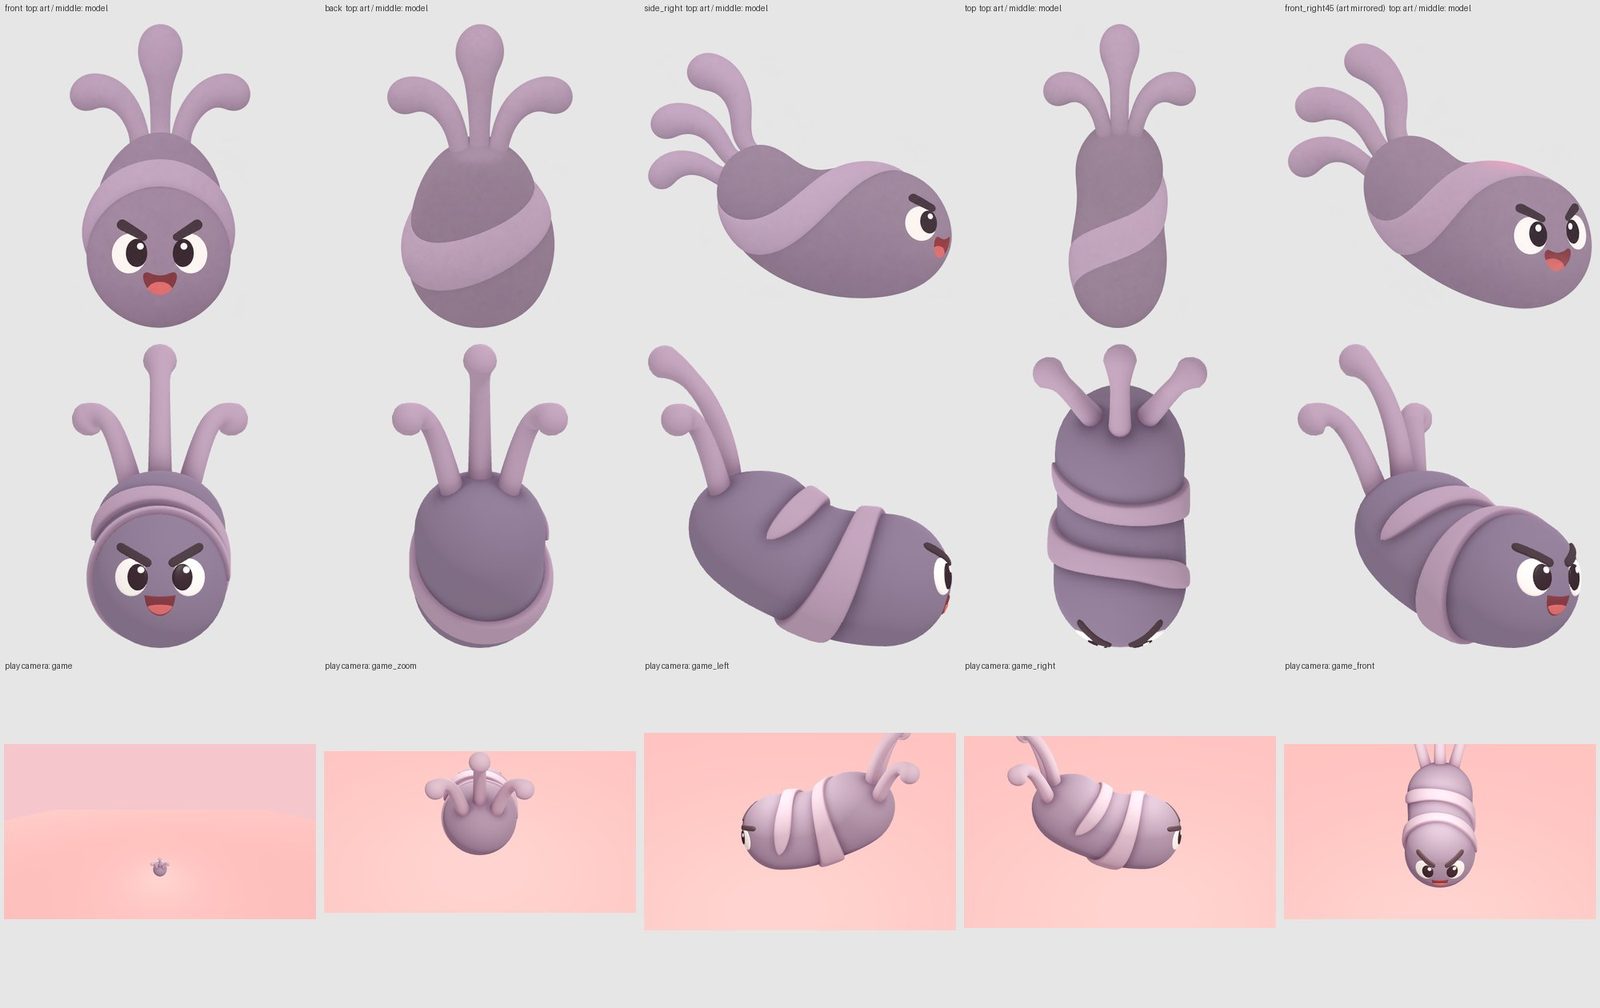 front top: art / middle: model
back top: art / middle: model
side_right top: art / middle: model
top top: art / middle: model
front_right45 (art mirrored) top: art / middle: model
play camera: game
play camera: game_zoom
play camera: game_left
play camera: game_right
play camera: game_front